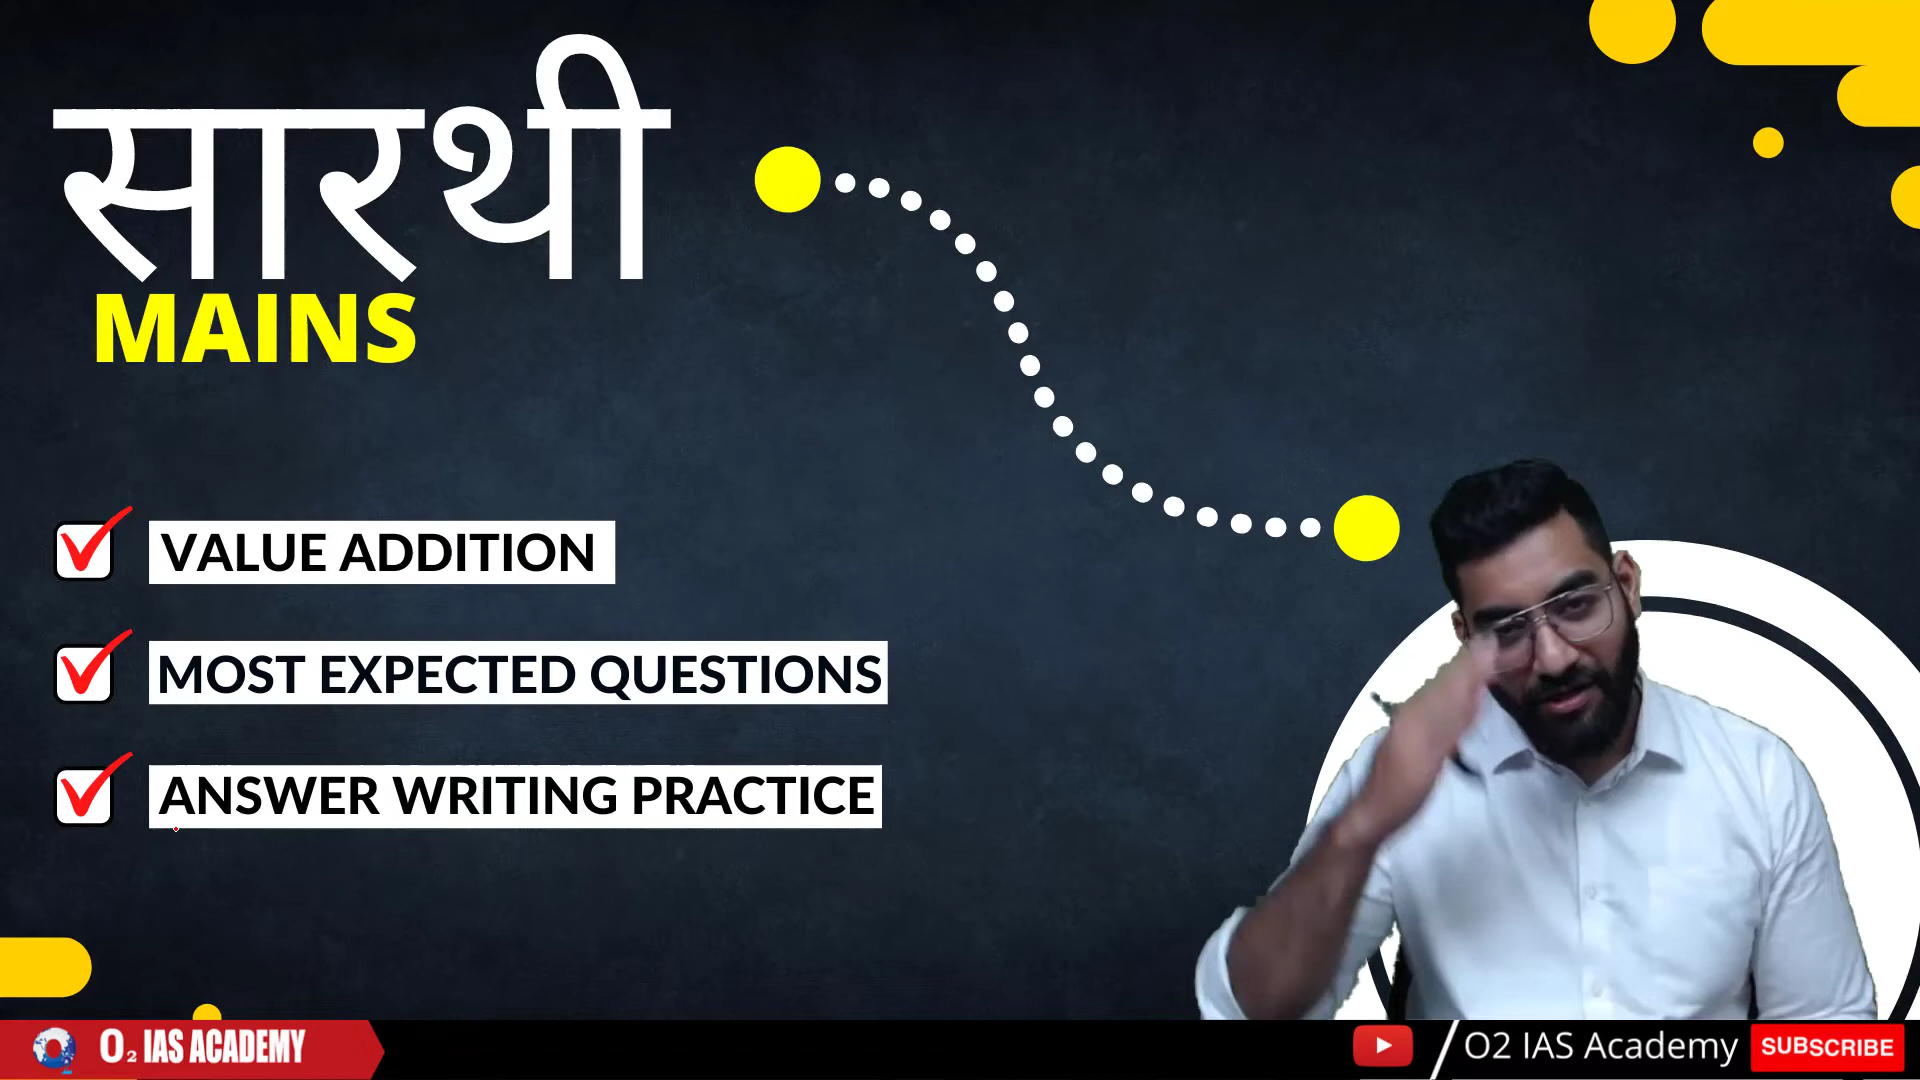 सारथी
MAINS
VALUE ADDITION
MOST EXPECTED QUESTIONS
ANSWER WRITING PRACTICE
O₂ IAS ACADEMY
O2 IAS Academy
SUBSCRIBE